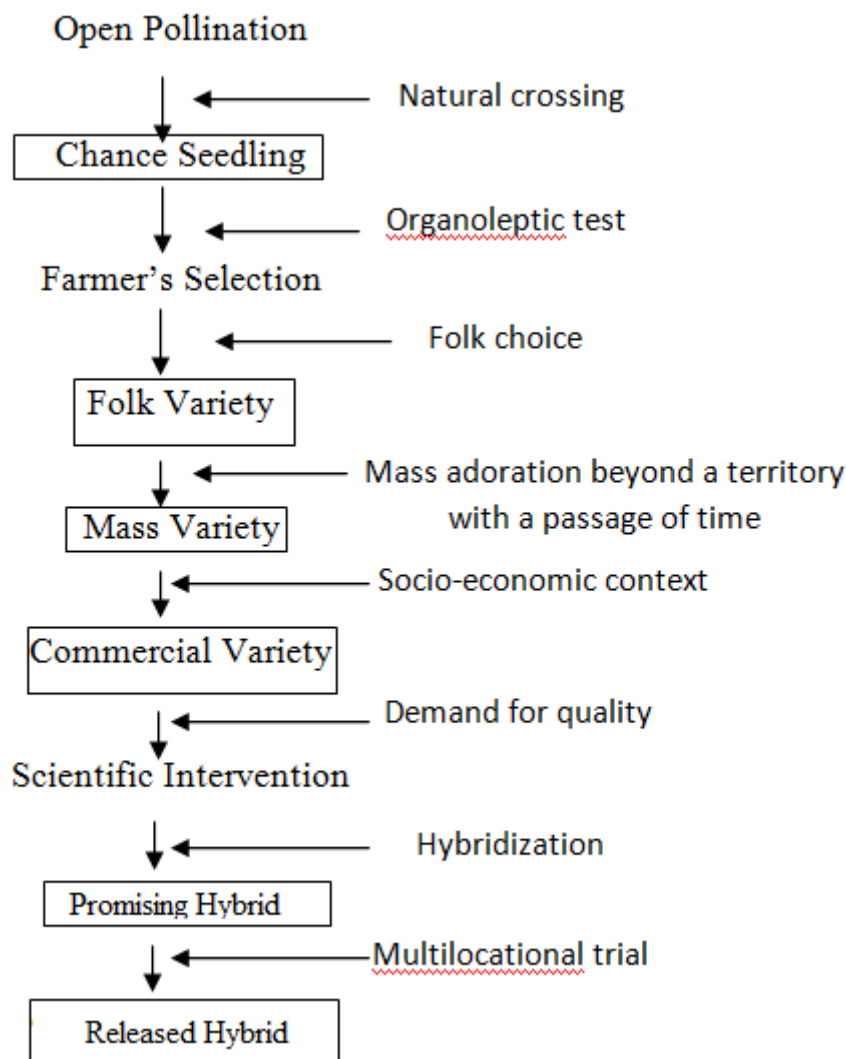 Open Pollination
Natural crossing
Chance Seedling
Organoleptic test
Farmer's Selection
Folk choice
Folk Variety
Mass adoration beyond a territory
with a passage of time
Mass Variety
Socio-economic context
Commercial Variety
Demand for quality
Scientific Intervention
Hybridization
Promising Hybrid
Multilocational trial
Released Hybrid